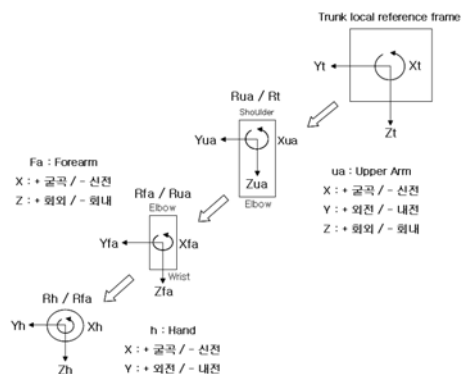 Trunk local reference frame
Yt
Xt
Zt
Rua / Rt
Shoulder
Yua
Xua
Zua
Elbow
ua : Upper Arm
X : + 굴곡 / - 신전
Y : + 외전 / - 내전
Z : + 회외 / - 회내
Fa : Forearm
X : + 굴곡 / - 신전
Z : + 회외 / - 회내
Rfa / Rua
Elbow
Yfa
Xfa
Wrist
Zfa
Rh / Rfa
Yh
Xh
Zh
h : Hand
X : + 굴곡 / - 신전
Y : + 외전 / - 내전